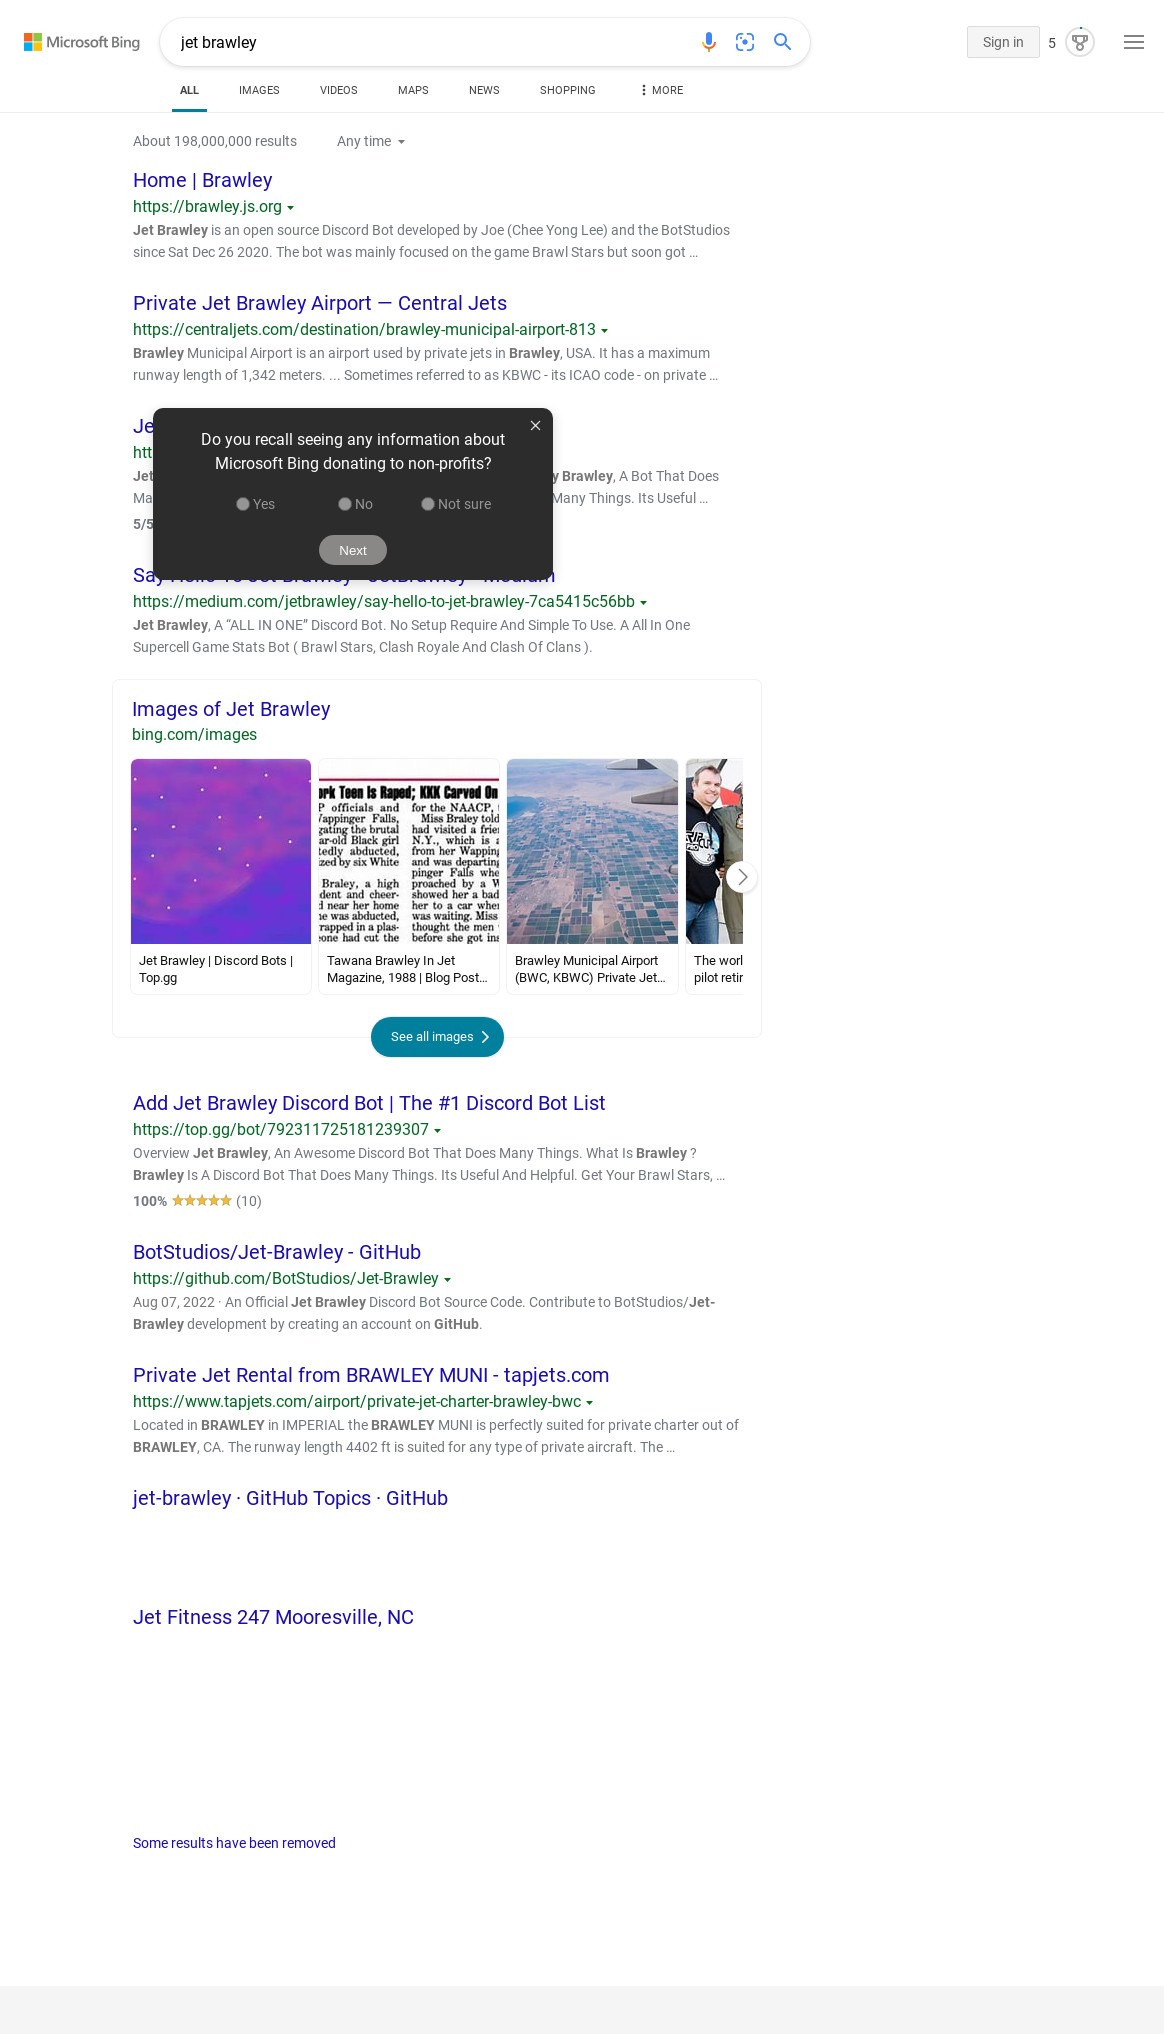 Microsoft Bing
jet brawley
Sign in
5
ALL
IMAGES
VIDEOS
MAPS
NEWS
SHOPPING
MORE
About 198,000,000 results
Any time
Home | Brawley
https://brawley.js.org
Jet Brawley is an open source Discord Bot developed by Joe (Chee Yong Lee) and the BotStudios
since Sat Dec 26 2020. The bot was mainly focused on the game Brawl Stars but soon got …
Private Jet Brawley Airport — Central Jets
https://centraljets.com/destination/brawley-municipal-airport-813
Brawley Municipal Airport is an airport used by private jets in Brawley, USA. It has a maximum
runway length of 1,342 meters. ... Sometimes referred to as KBWC - its ICAO code - on private …
Do you recall seeing any information about
Microsoft Bing donating to non-profits?
Yes
No
Not sure
Next
Jet
Brawley, A Bot That Does
Many Things. Its Useful …
5/5
Say Hello To Jet Brawley - JetBrawley - Medium
https://medium.com/jetbrawley/say-hello-to-jet-brawley-7ca5415c56bb
Jet Brawley, A “ALL IN ONE” Discord Bot. No Setup Require And Simple To Use. A All In One
Supercell Game Stats Bot ( Brawl Stars, Clash Royale And Clash Of Clans ).
Images of Jet Brawley
bing.com/images
ork Teen Is Raped; KKK Carved On
P officials and
Wappinger Falls,
gating the brutal
ar-old Black girl
tedly abducted,
ized by six White
Braley, a high
dent and cheer-
d near her home
he was abducted,
rapped in a plas-
eone had cut the
for the NAACP, t
Miss Braley told
had visited a frie
N.Y., which is a
and was departing
pinger Falls whe
proached by a W
showed her a bad
her to a car when
was waiting. Miss
thought the men
before she got ins
Jet Brawley | Discord Bots |
Top.gg
Tawana Brawley In Jet
Magazine, 1988 | Blog Post…
Brawley Municipal Airport
(BWC, KBWC) Private Jet…
The worl
pilot retir
See all images
Add Jet Brawley Discord Bot | The #1 Discord Bot List
https://top.gg/bot/792311725181239307
Overview Jet Brawley, An Awesome Discord Bot That Does Many Things. What Is Brawley ?
Brawley Is A Discord Bot That Does Many Things. Its Useful And Helpful. Get Your Brawl Stars, …
100% (10)
BotStudios/Jet-Brawley - GitHub
https://github.com/BotStudios/Jet-Brawley
Aug 07, 2022 · An Official Jet Brawley Discord Bot Source Code. Contribute to BotStudios/Jet-
Brawley development by creating an account on GitHub.
Private Jet Rental from BRAWLEY MUNI - tapjets.com
https://www.tapjets.com/airport/private-jet-charter-brawley-bwc
Located in BRAWLEY in IMPERIAL the BRAWLEY MUNI is perfectly suited for private charter out of
BRAWLEY, CA. The runway length 4402 ft is suited for any type of private aircraft. The …
jet-brawley · GitHub Topics · GitHub
Jet Fitness 247 Mooresville, NC
Some results have been removed